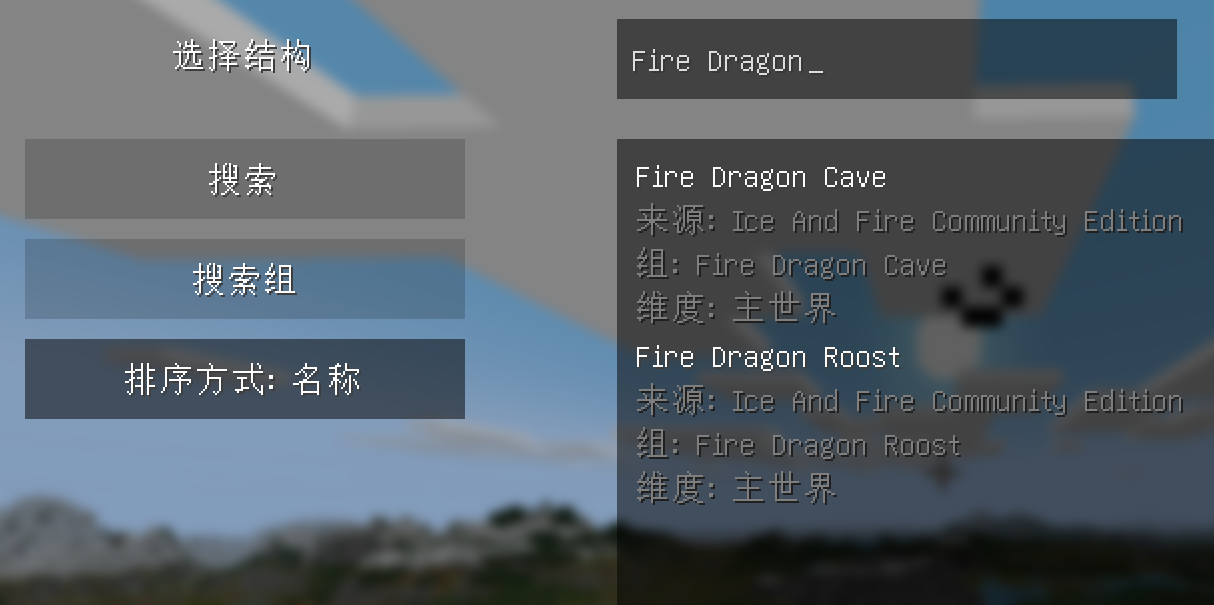 选择结构
Fire Dragon_
搜索
搜索组
排序方式: 名称
Fire Dragon Cave
来源: Ice And Fire Community Edition
组: Fire Dragon Cave
维度: 主世界
Fire Dragon Roost
来源: Ice And Fire Community Edition
组: Fire Dragon Roost
维度: 主世界